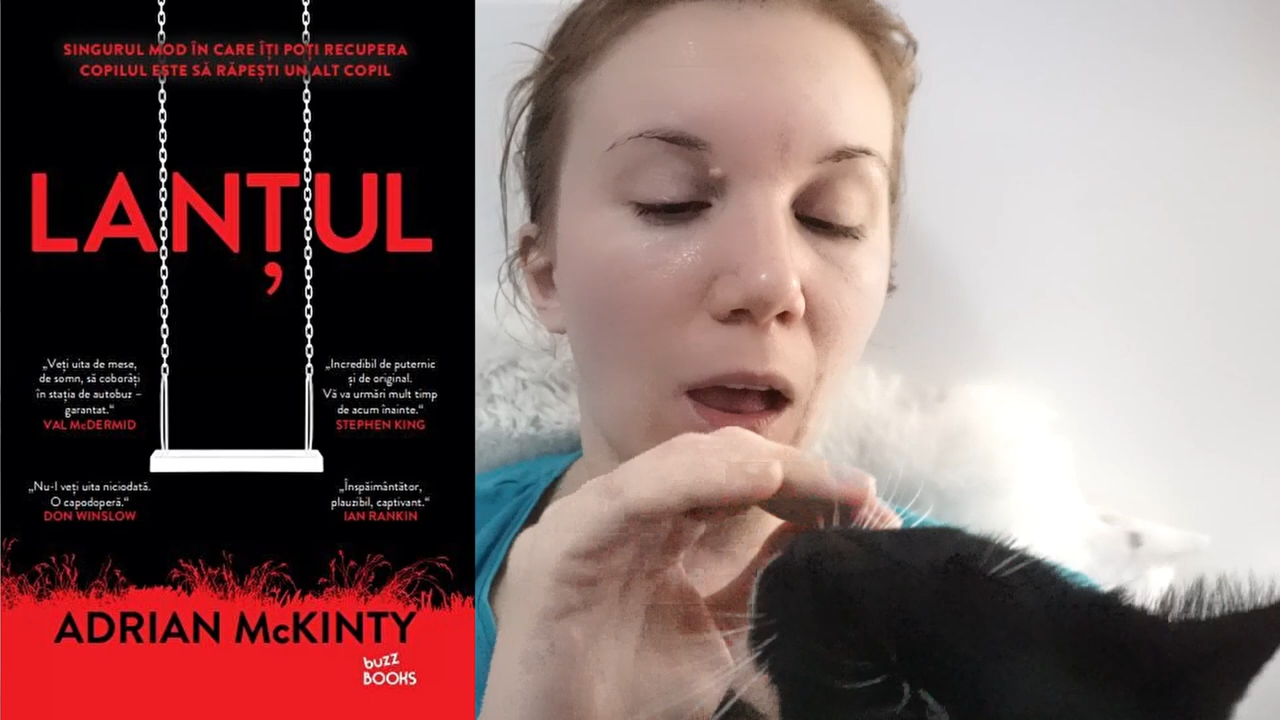 SINGURUL MOD ÎN CARE ÎȚI POȚI RECUPERA
COPILUL ESTE SĂ RĂPEȘTI UN ALT COPIL
LANȚUL
„Veți uita de mese,
de somn, să coborâți
în stația de autobuz –
garantat.“
VAL McDERMID
„Incredibil de puternic
și de original.
Vă va urmări mult timp
de acum înainte.“
STEPHEN KING
„Nu-l veți uita niciodată.
O capodoperă.“
DON WINSLOW
„Înspăimântător,
plauzibil, captivant.“
IAN RANKIN
ADRIAN McKINTY
buzz
BOOKS